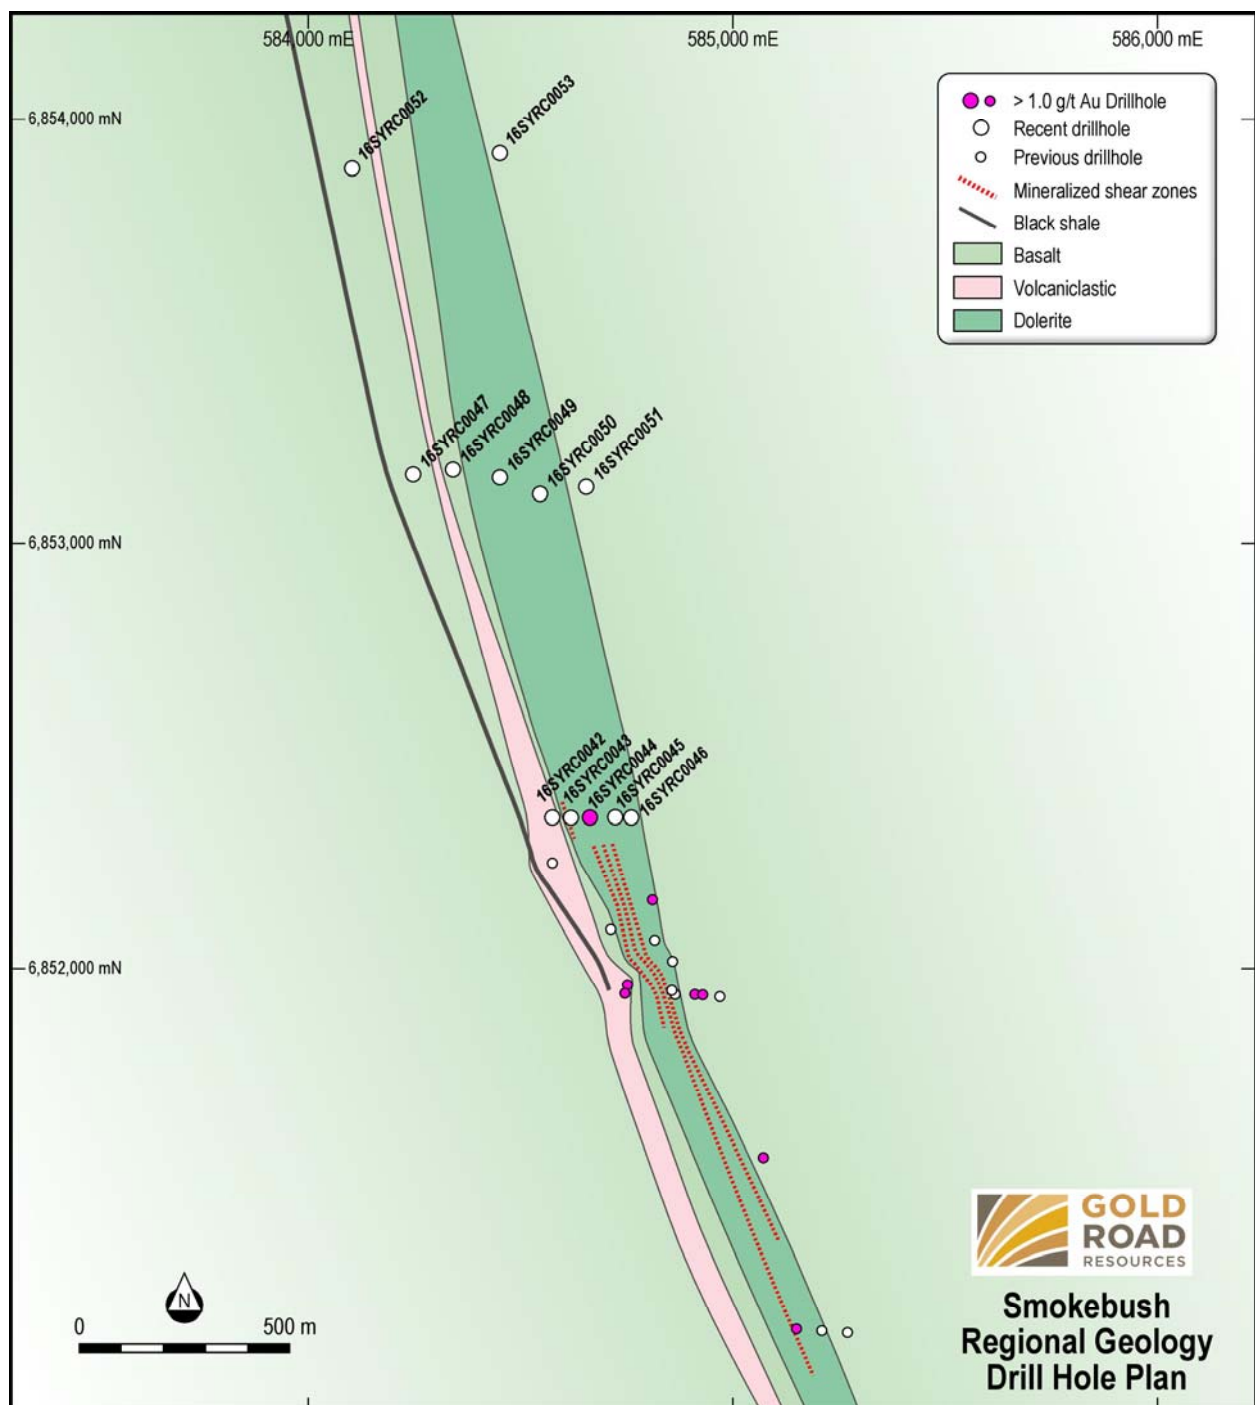 584,000 mE
585,000 mE
586,000 mE
6,854,000 mN
16SYRC0052
16SYRC0053
> 1.0 g/t Au Drillhole
Recent drillhole
Previous drillhole
Mineralized shear zones
Black shale
Basalt
Volcaniclastic
Dolerite
16SYRC0047
16SYRC0048
16SYRC0049
16SYRC0050
16SYRC0051
6,853,000 mN
16SYRC0042
16SYRC0043
16SYRC0044
16SYRC0045
16SYRC0046
6,852,000 mN
GOLD
ROAD
RESOURCES
N
0 500 m
Smokebush
Regional Geology
Drill Hole Plan